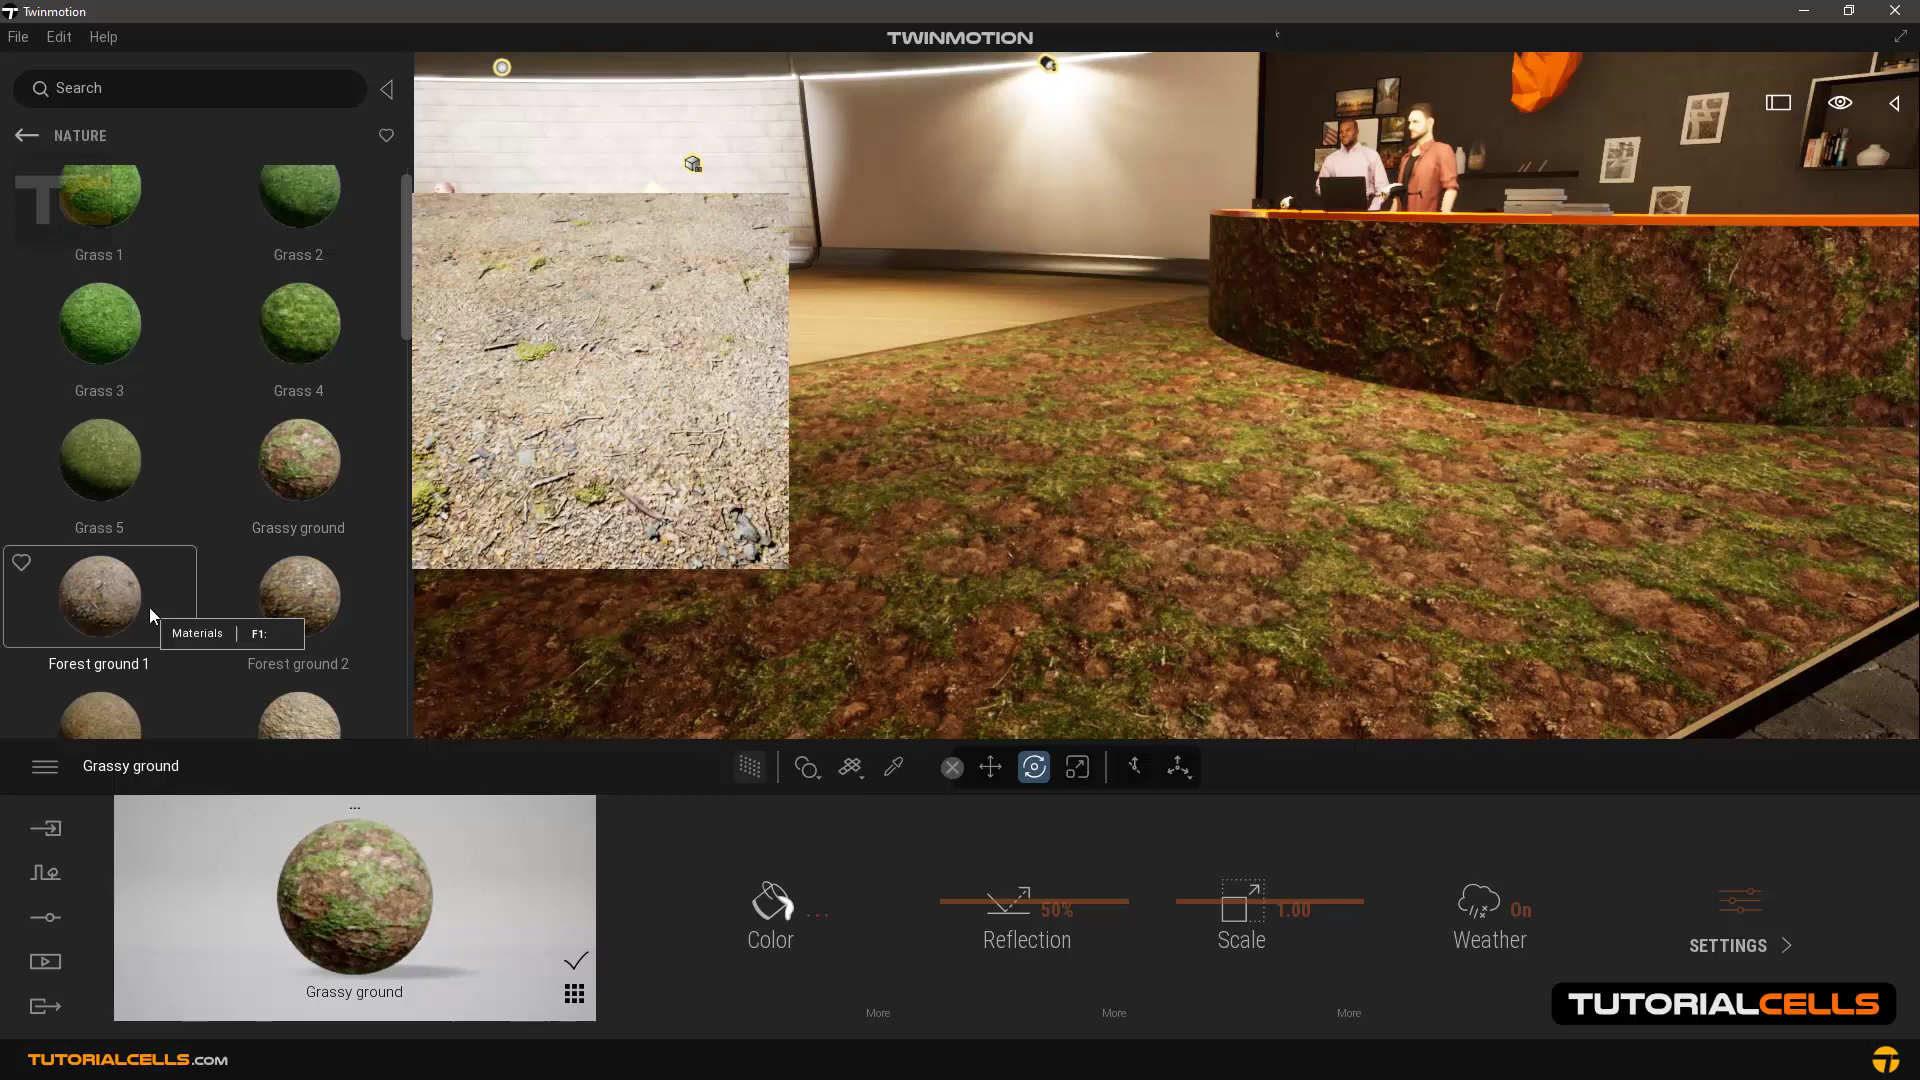 Twinmotion
File Edit Help
TWINMOTION
Search
NATURE
TC
Grass 1 Grass 2
Grass 3 Grass 4
Grass 5 Grassy ground
Materials | F1:
Forest ground 1 Forest ground 2
Grassy ground
...
Grassy ground
... 50% 1.00 On
Color Reflection Scale Weather SETTINGS
More More More
TUTORIALCELLS
TUTORIALCELLS.COM